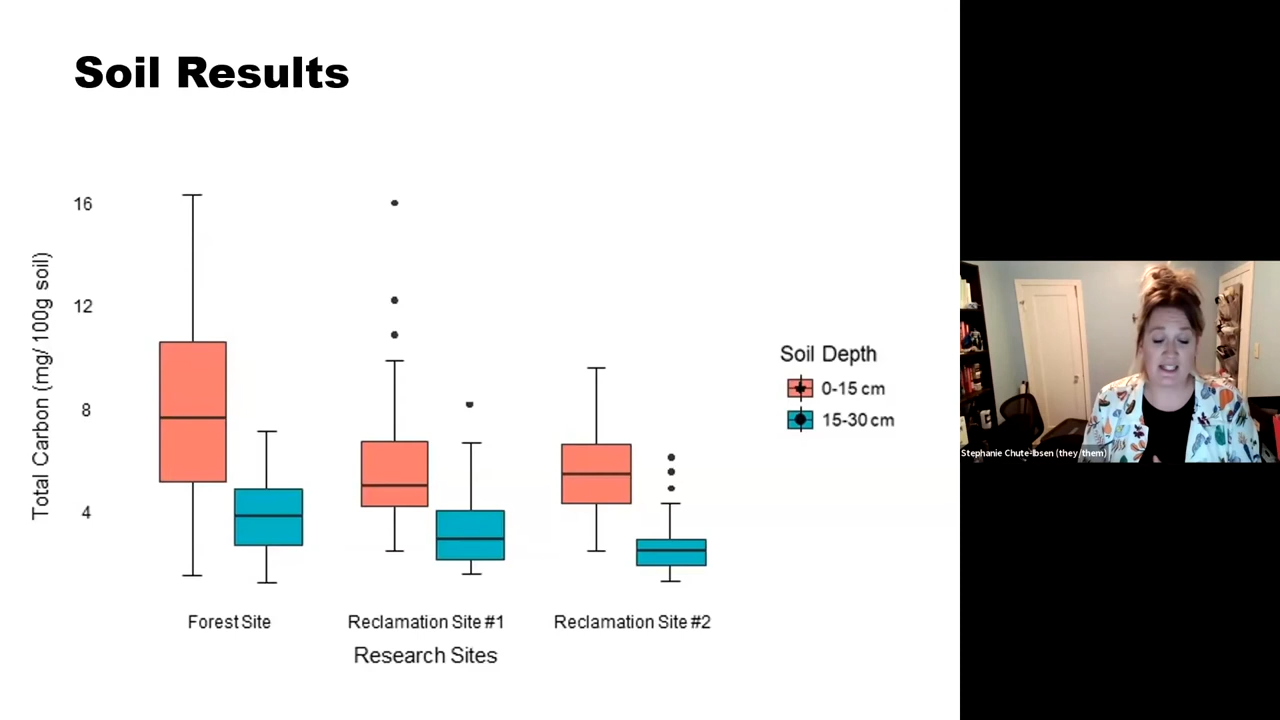 Soil Results
Total Carbon (mg/100g soil)
16
12
8
4
Forest Site
Reclamation Site #1
Reclamation Site #2
Research Sites
Soil Depth
0-15 cm
15-30 cm
Stephanie Chute-Ibsen (they/them)